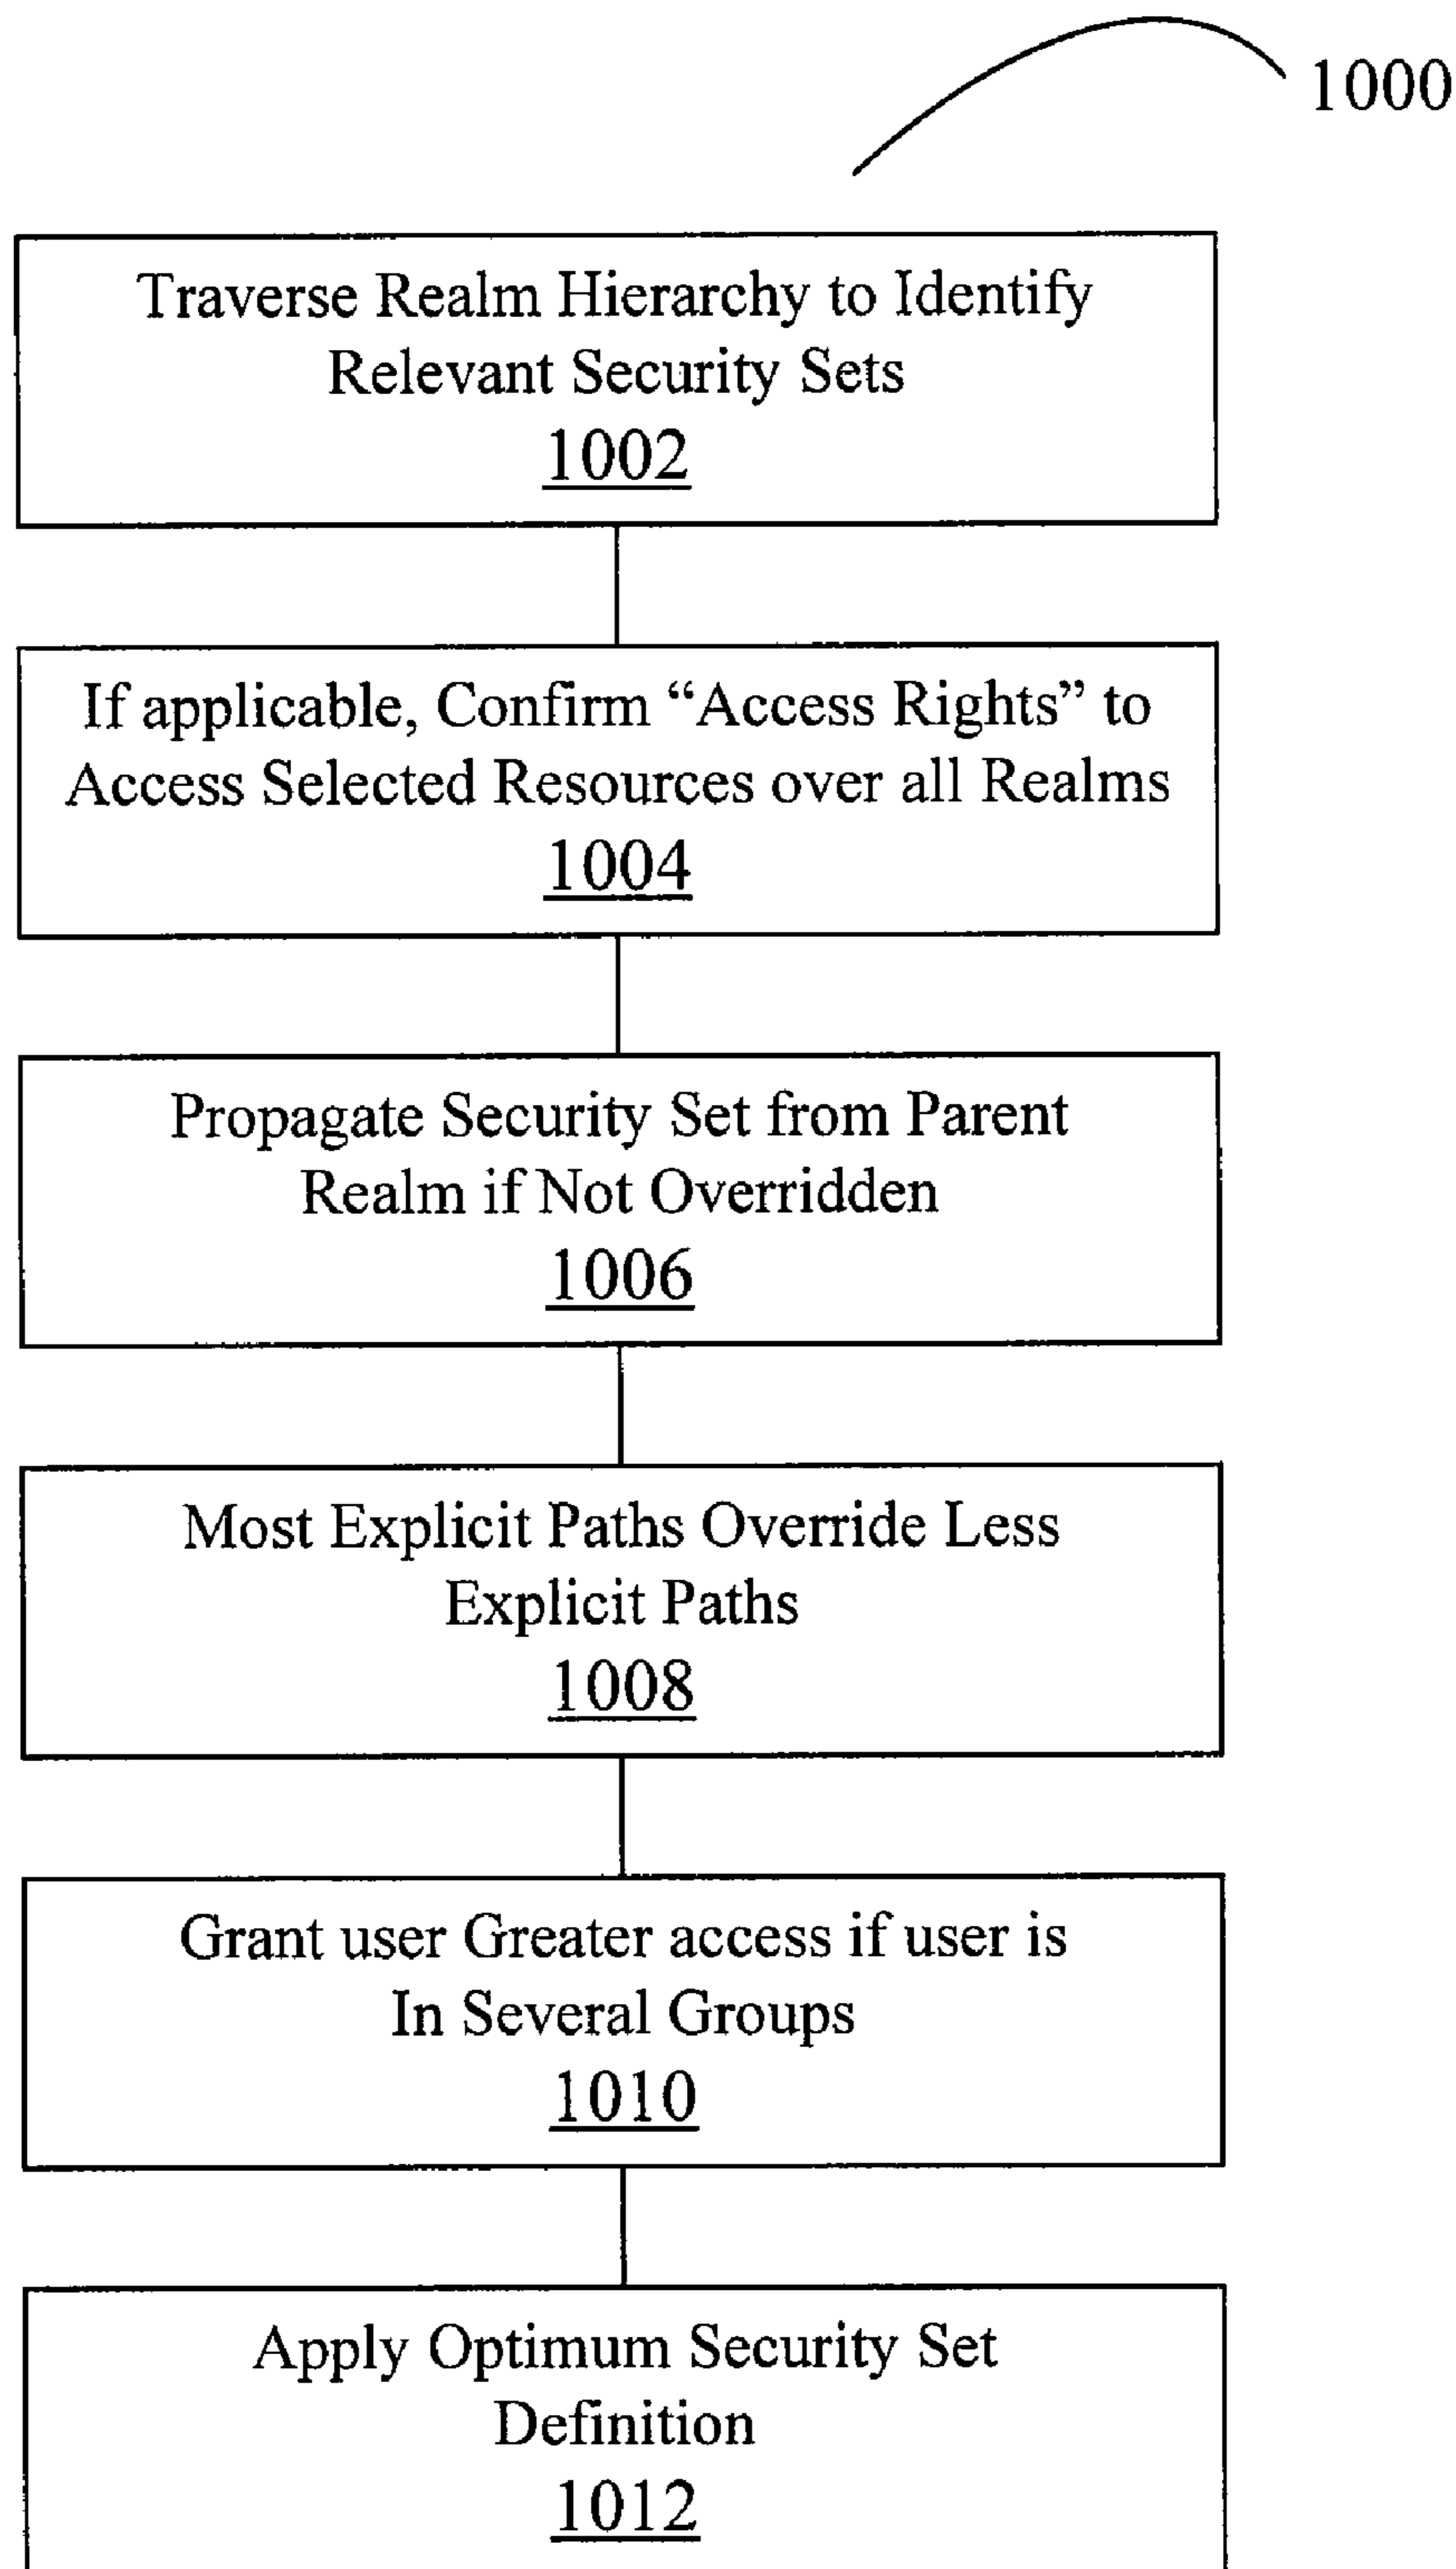 1000
Traverse Realm Hierarchy to Identify
Relevant Security Sets
1002
If applicable, Confirm “Access Rights” to
Access Selected Resources over all Realms
1004
Propagate Security Set from Parent
Realm if Not Overridden
1006
Most Explicit Paths Override Less
Explicit Paths
1008
Grant user Greater access if user is
In Several Groups
1010
Apply Optimum Security Set
Definition
1012